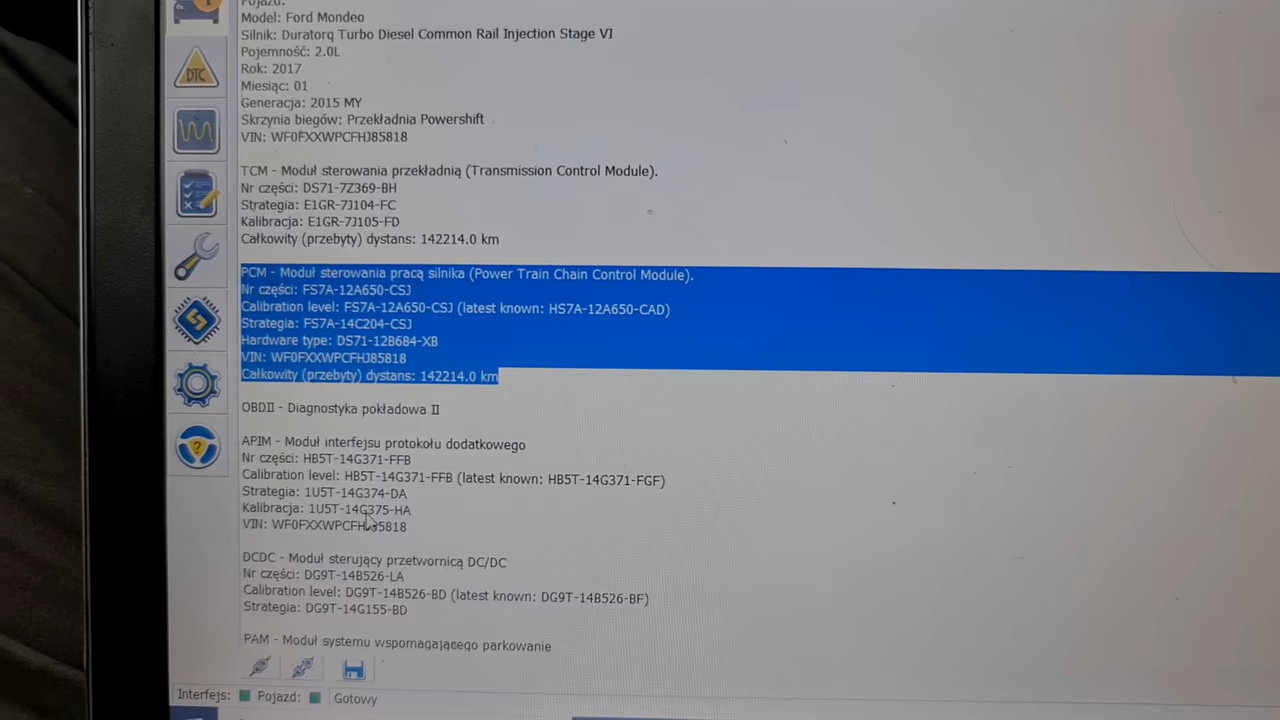 Pojazd:
Model: Ford Mondeo
Silnik: Duratorq Turbo Diesel Common Rail Injection Stage VI
Pojemność: 2.0L
Rok: 2017
Miesiąc: 01
Generacja: 2015 MY
Skrzynia biegów: Przekładnia Powershift
VIN: WF0FXXWPCFHJ85818
TCM - Moduł sterowania przekładnią (Transmission Control Module).
Nr części: DS71-7Z369-BH
Strategia: E1GR-7J104-FC
Kalibracja: E1GR-7J105-FD
Całkowity (przebyty) dystans: 142214.0 km
PCM - Moduł sterowania pracą silnika (Power Train Chain Control Module).
Nr części: FS7A-12A650-CSJ
Calibration level: FS7A-12A650-CSJ (latest known: HS7A-12A650-CAD)
Strategia: FS7A-14C204-CSJ
Hardware type: DS71-12B684-XB
VIN: WF0FXXWPCFHJ85818
Całkowity (przebyty) dystans: 142214.0 km
OBDII - Diagnostyka pokładowa II
APIM - Moduł interfejsu protokołu dodatkowego
Nr części: HB5T-14G371-FFB
Calibration level: HB5T-14G371-FFB (latest known: HB5T-14G371-FGF)
Strategia: 1U5T-14G374-DA
Kalibracja: 1U5T-14G375-HA
VIN: WF0FXXWPCFHJ85818
DCDC - Moduł sterujący przetwornicą DC/DC
Nr części: DG9T-14B526-LA
Calibration level: DG9T-14B526-BD (latest known: DG9T-14B526-BF)
Strategia: DG9T-14G155-BD
PAM - Moduł systemu wspomagającego parkowanie
Interfejs: Pojazd: Gotowy
DTC